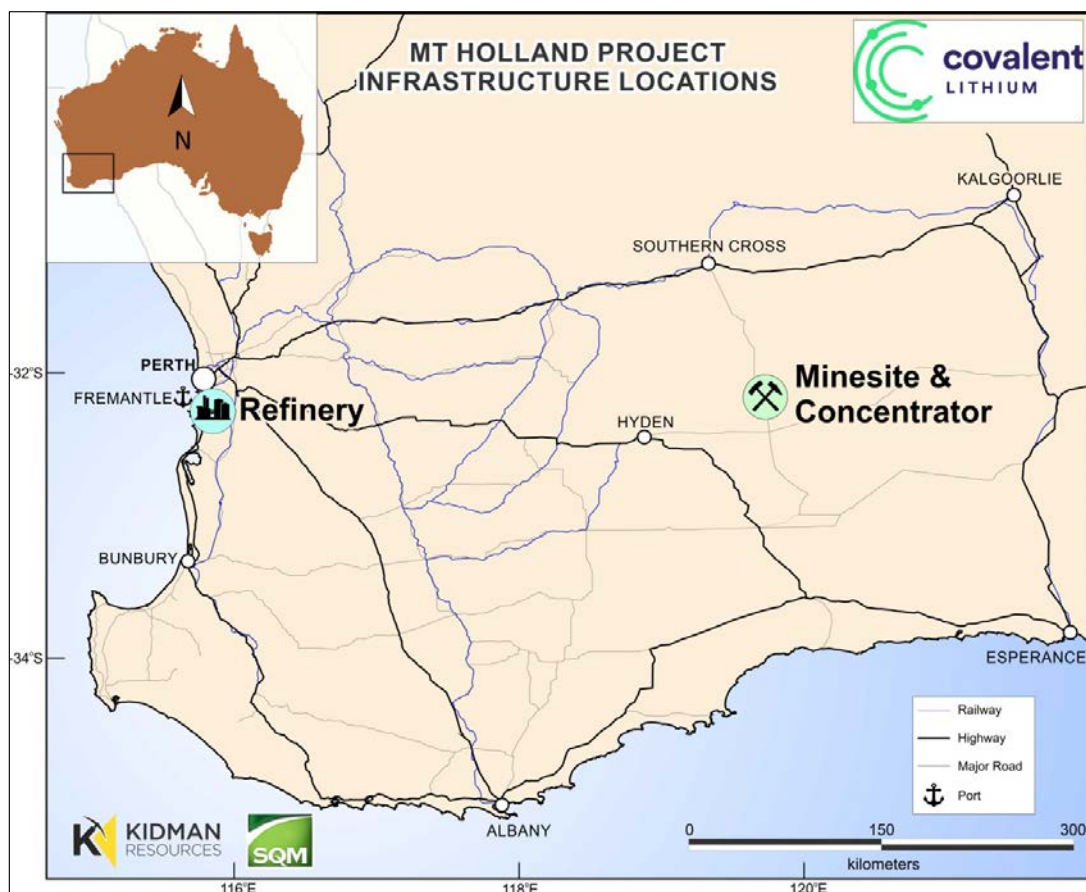 MT HOLLAND PROJECT
INFRASTRUCTURE LOCATIONS
covalent
LITHIUM
N
KALGOORLIE
SOUTHERN CROSS
-32°S
PERTH
FREMANTLE
Refinery
Minesite &
Concentrator
HYDEN
BUNBURY
-34°S
ESPERANCE
Railway
Highway
Major Road
Port
ALBANY
KIDMAN
RESOURCES
SQM
0 150 300
kilometers
116°E 118°E 120°E